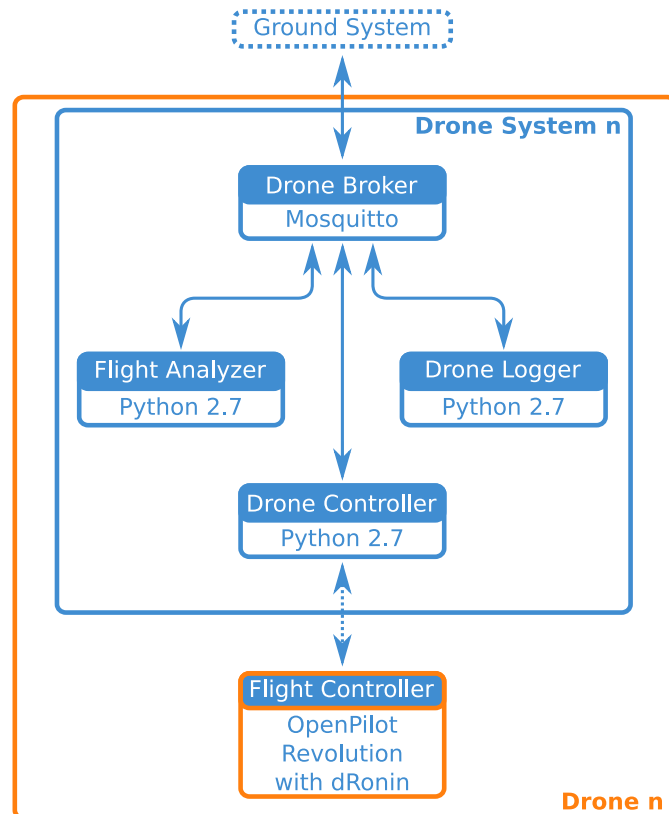 Ground System
Drone System n
Drone Broker
Mosquitto
Flight Analyzer
Python 2.7
Drone Logger
Python 2.7
Drone Controller
Python 2.7
Flight Controller
OpenPilot
Revolution
with dRonin
Drone n